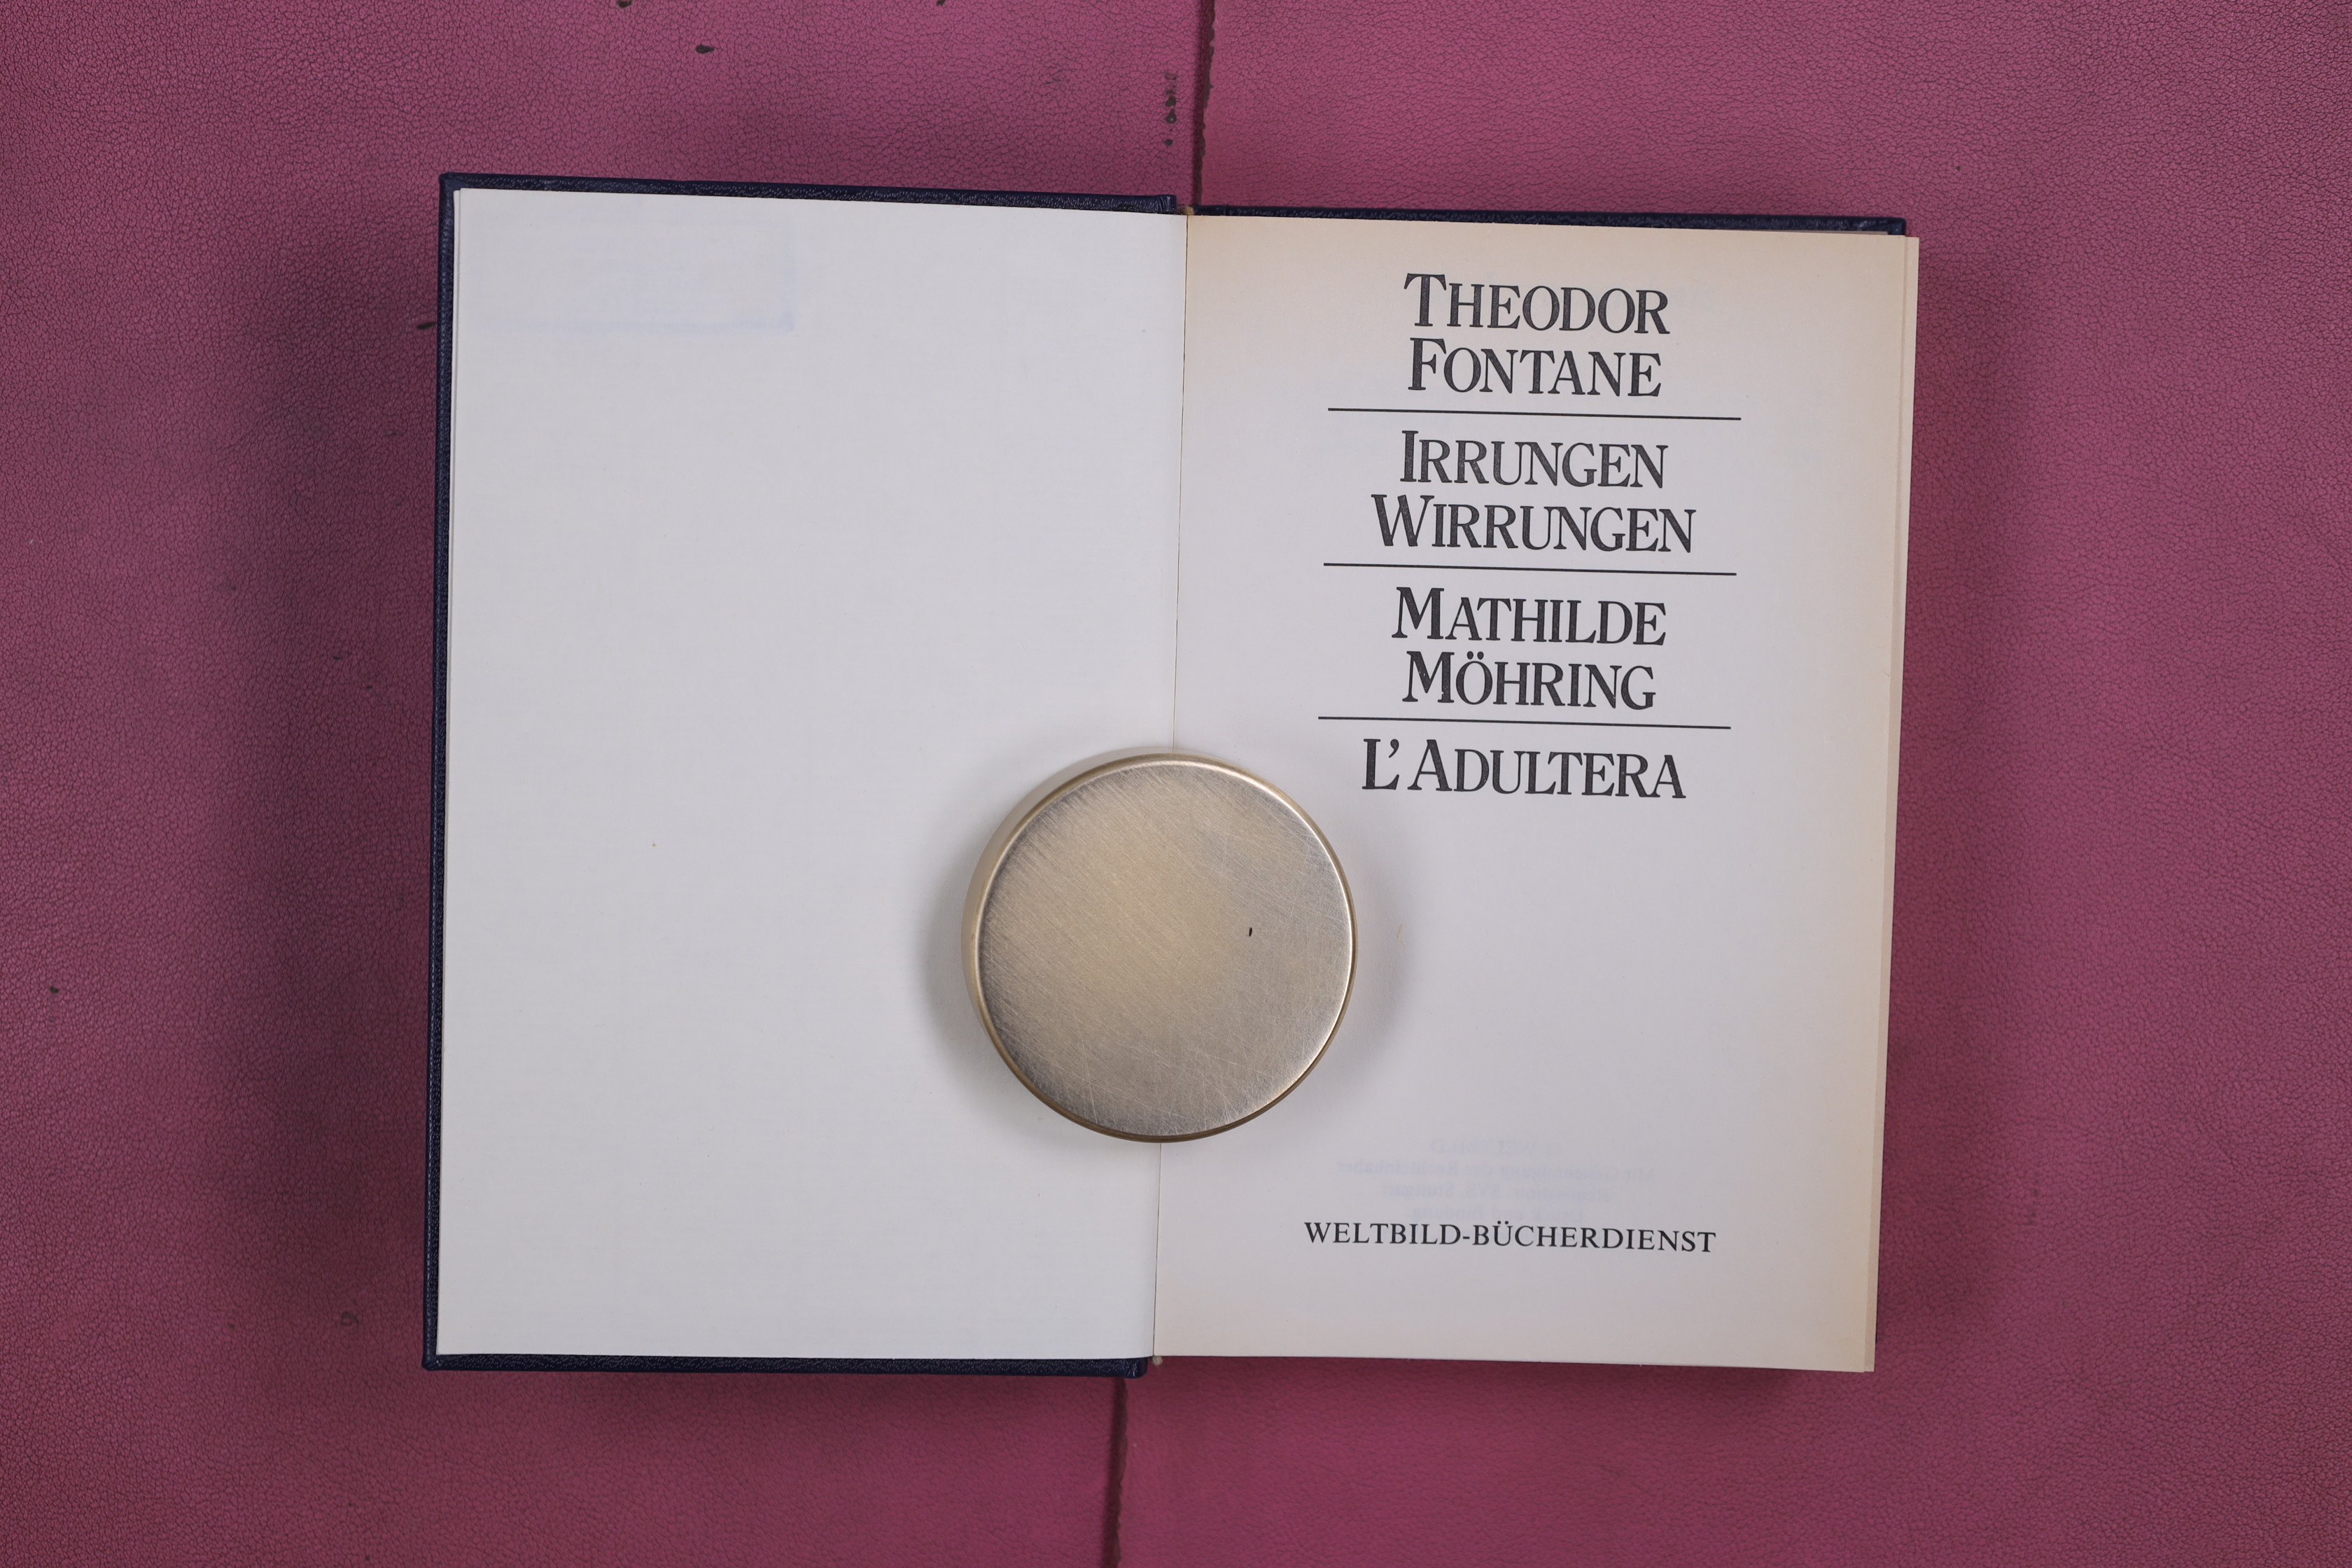 THEODOR
FONTANE
IRRUNGEN
WIRRUNGEN
MATHILDE
MÖHRING
L'ADULTERA
WELTBILD-BÜCHERDIENST